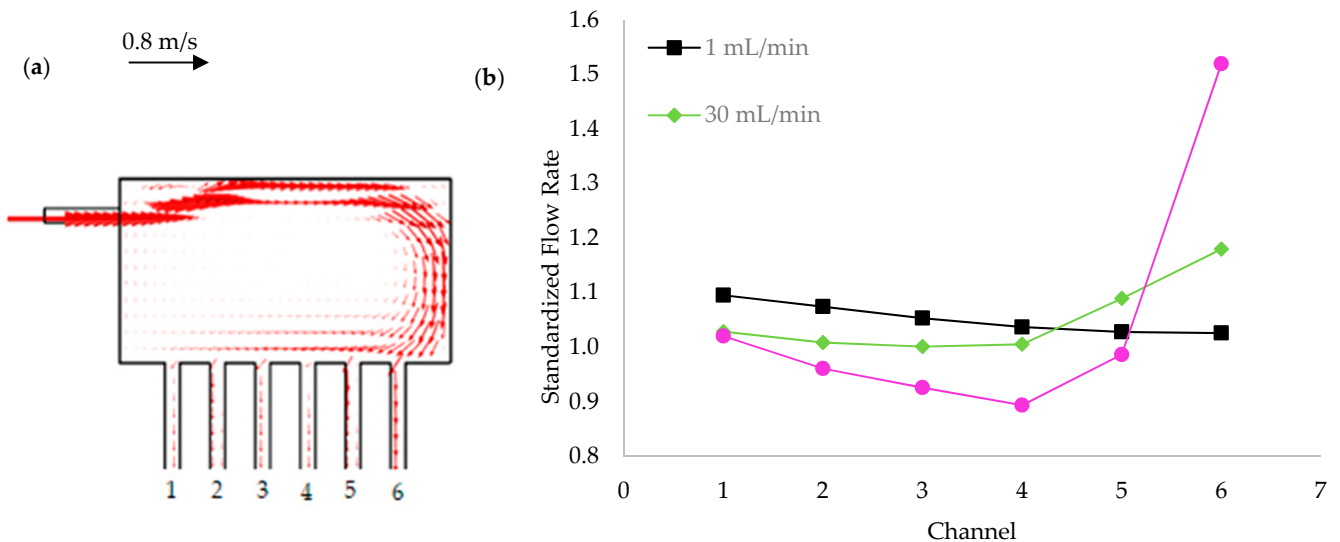 (a)
0.8 m/s
1 2 3 4 5 6
(b)
1 mL/min
30 mL/min
Standardized Flow Rate
1.6
1.5
1.4
1.3
1.2
1.1
1.0
0.9
0.8
0 1 2 3 4 5 6 7
Channel